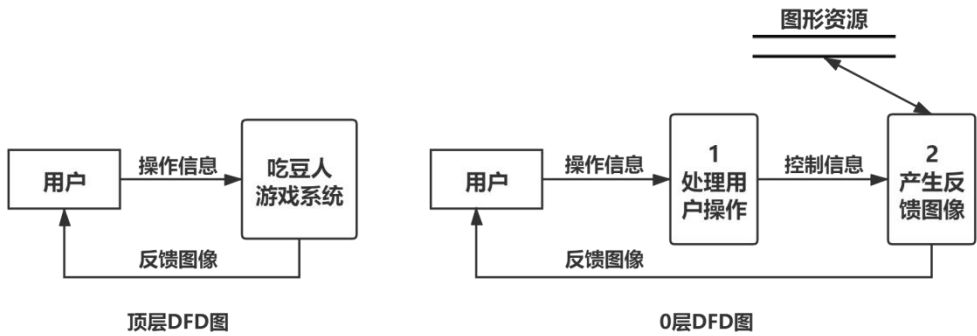 用户
操作信息
吃豆人
游戏系统
反馈图像
顶层DFD图
图形资源
用户
操作信息
1
处理用
户操作
控制信息
2
产生反
馈图像
反馈图像
0层DFD图